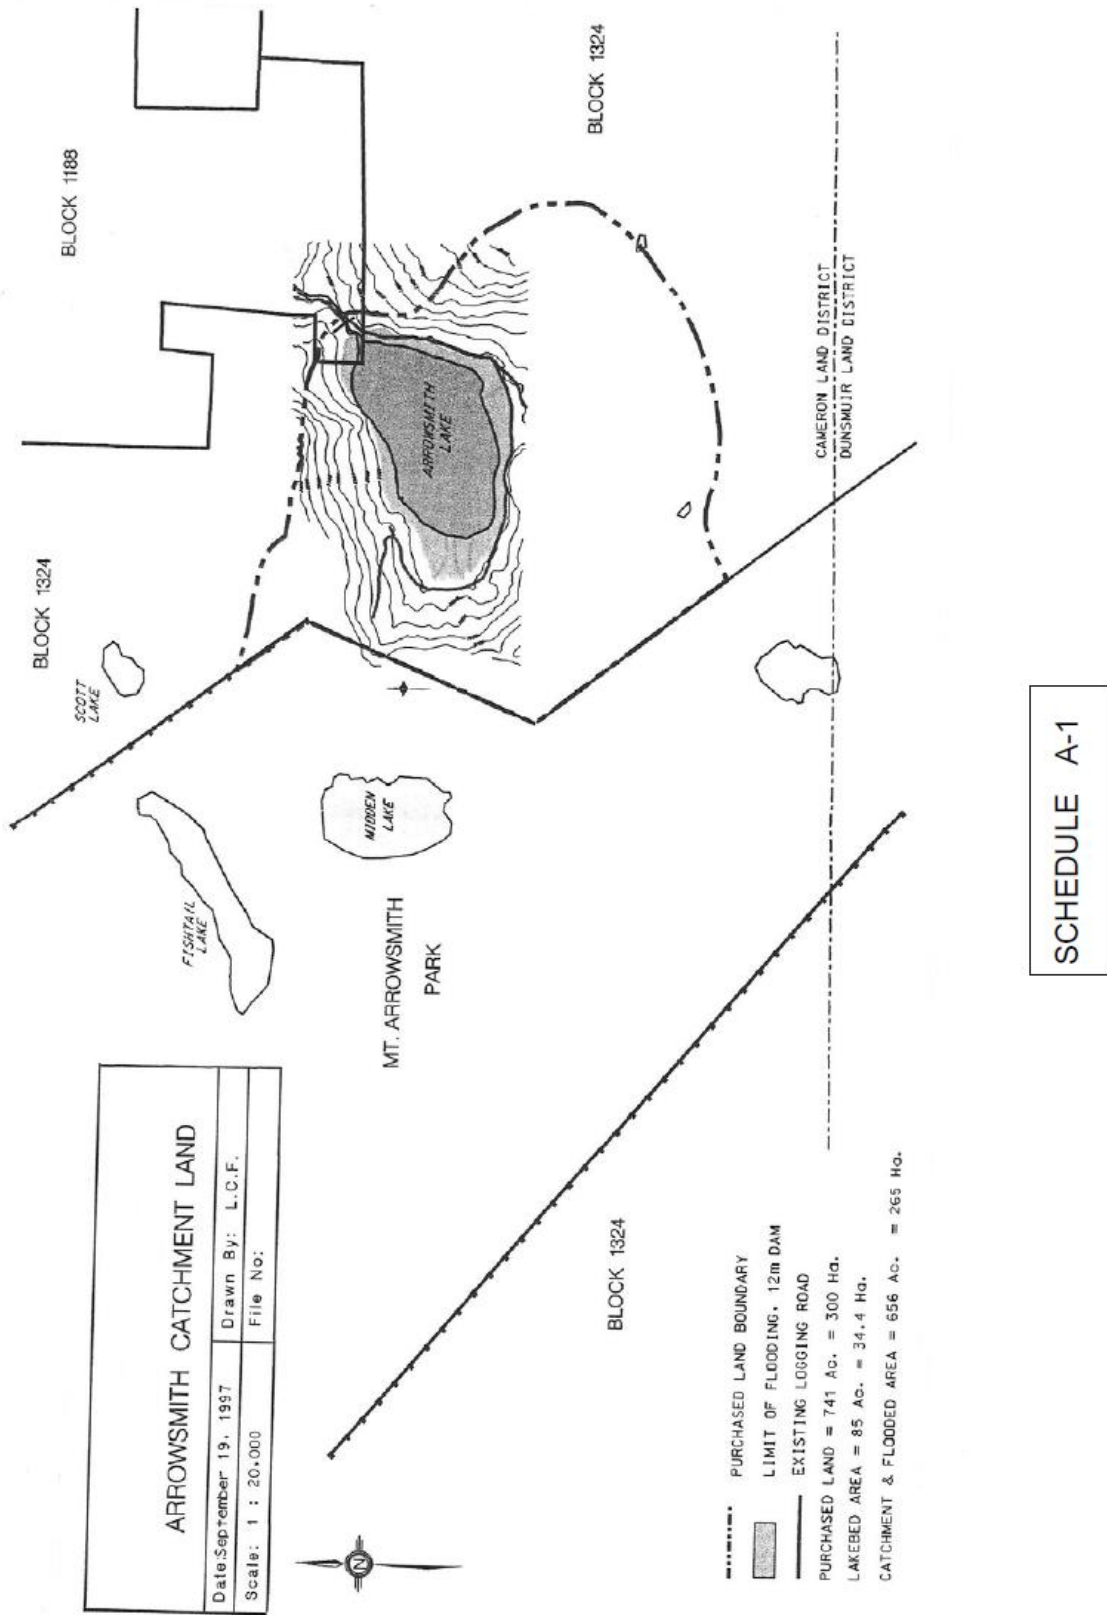 ARROWSMITH CATCHMENT LAND
Date:September 19, 1997
Drawn By: L.C.F.
Scale: 1 : 20,000
File No:
N
BLOCK 1324
SCOTT
LAKE
BLOCK 1188
FISHTAIL
LAKE
MIDDEN
LAKE
MT. ARROWSMITH
PARK
ARROWSMITH
LAKE
BLOCK 1324
BLOCK 1324
CAMERON LAND DISTRICT
DUNSMUIR LAND DISTRICT
PURCHASED LAND BOUNDARY
LIMIT OF FLOODING, 12m DAM
EXISTING LOGGING ROAD
PURCHASED LAND = 741 Ac. = 300 Ha.
LAKEBED AREA = 85 Ac. = 34.4 Ha.
CATCHMENT & FLOODED AREA = 656 Ac. = 265 Ha.
SCHEDULE A-1